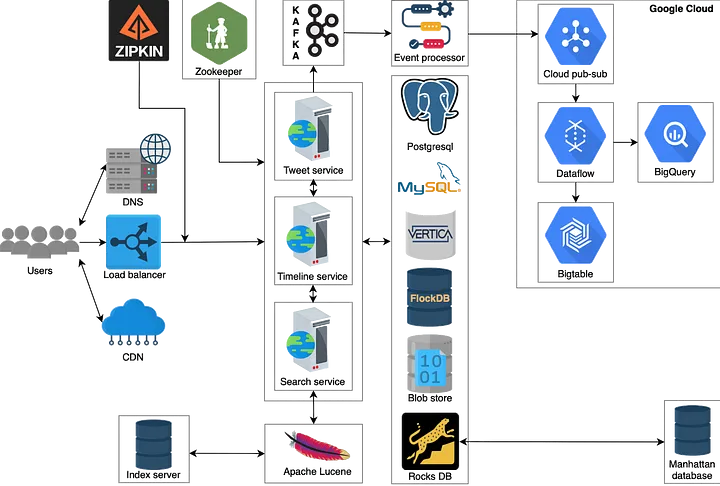 ZIPKIN
Zookeeper
KAFKA
Event processor
Google Cloud
Cloud pub-sub
Tweet service
Postgresql
Dataflow
BigQuery
DNS
MySQL
Users
Load balancer
Timeline service
VERTICA
Bigtable
FlockDB
CDN
Search service
10
01
Blob store
Index server
Apache Lucene
Rocks DB
Manhattan
database